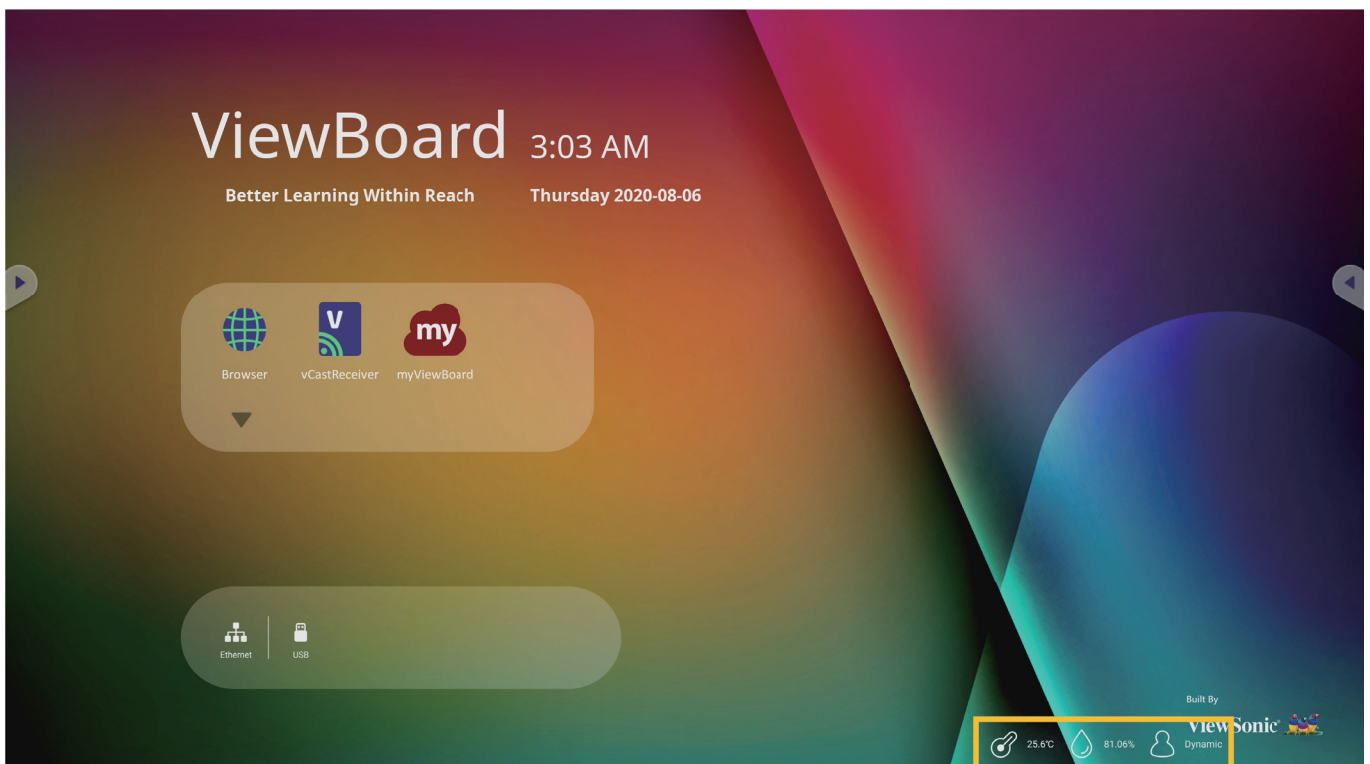 ViewBoard 3:03 AM
Better Learning Within Reach Thursday 2020-08-06
V
my
Browser vCastReceiver myViewBoard
Ethernet USB
Built By
ViewSonic
25.6℃ 81.06% Dynamic